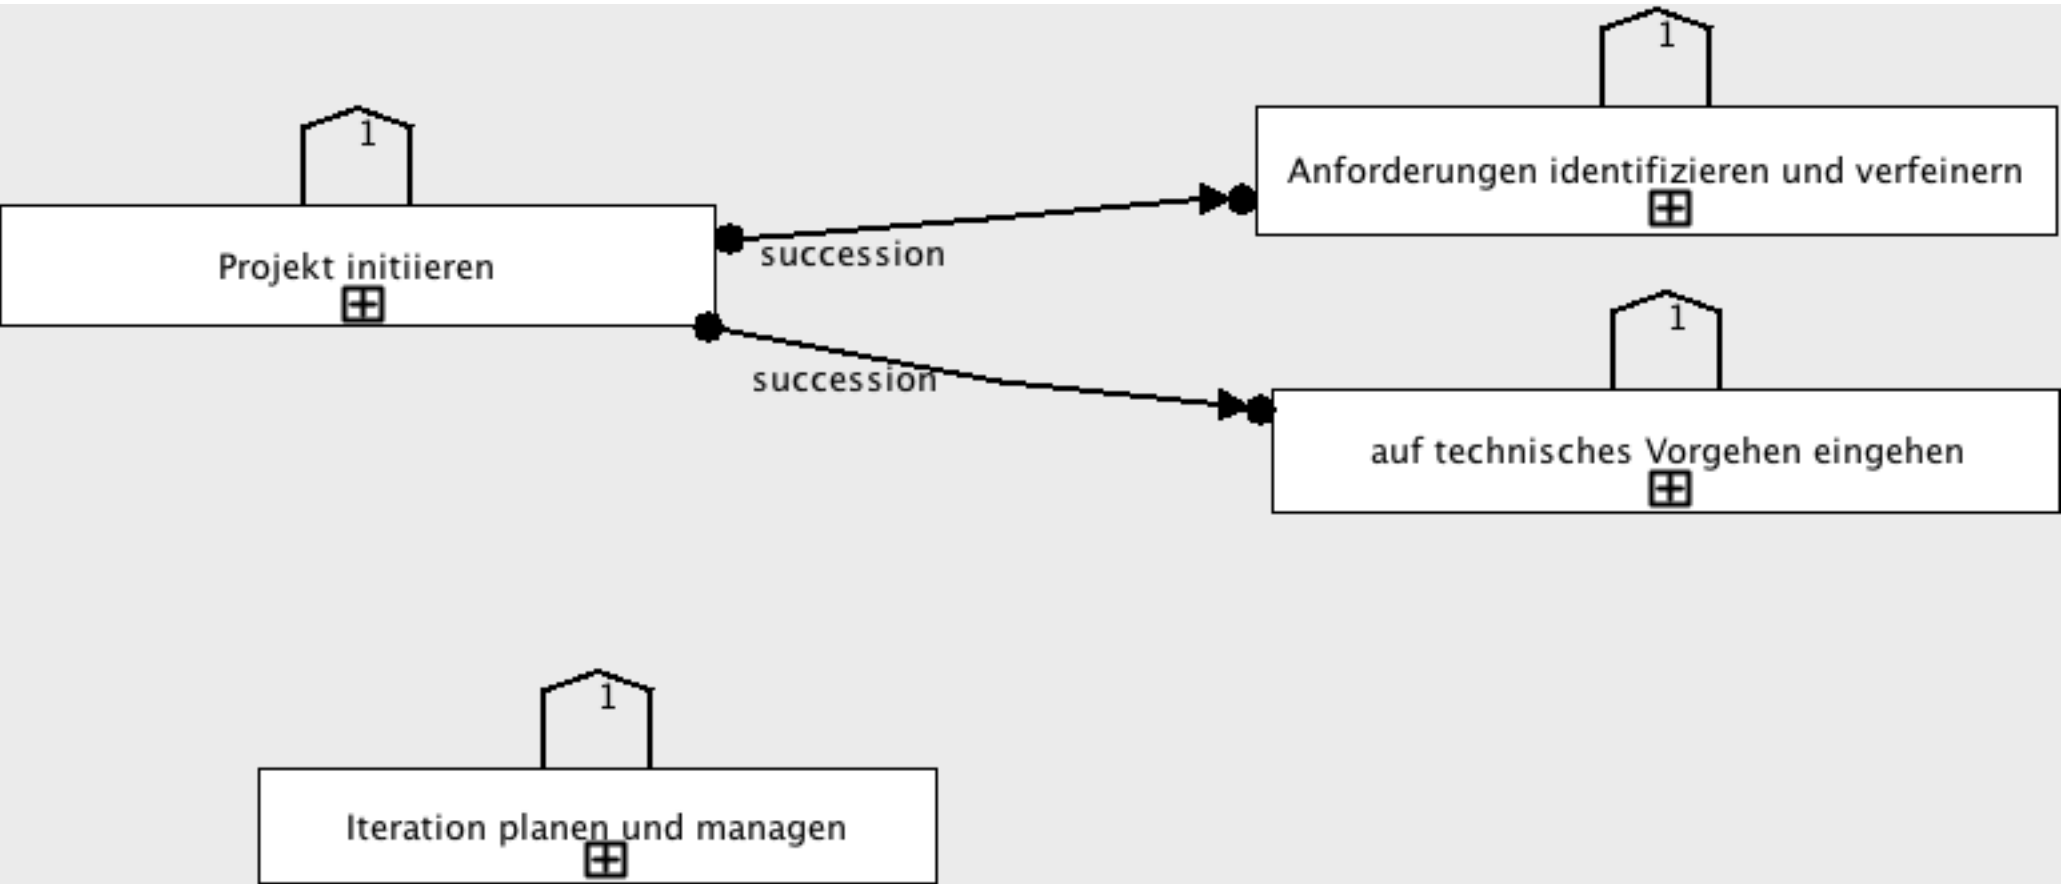 1
Anforderungen identifizieren und verfeinern
1
Projekt initiieren
succession
succession
1
auf technisches Vorgehen eingehen
1
Iteration planen und managen